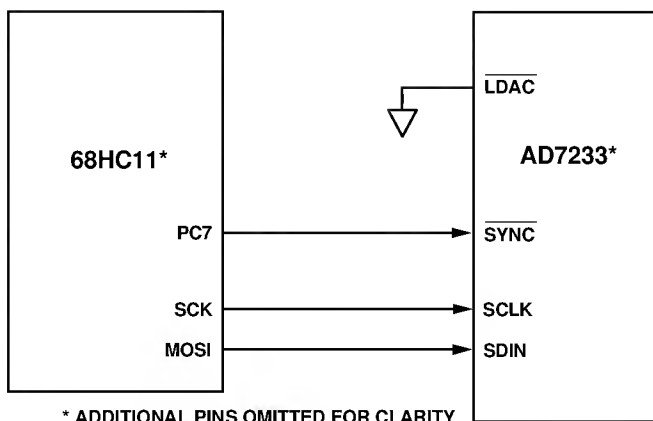 68HC11*
PC7
SCK
MOSI
LDAC
AD7233*
SYNC
SCLK
SDIN
* ADDITIONAL PINS OMITTED FOR CLARITY